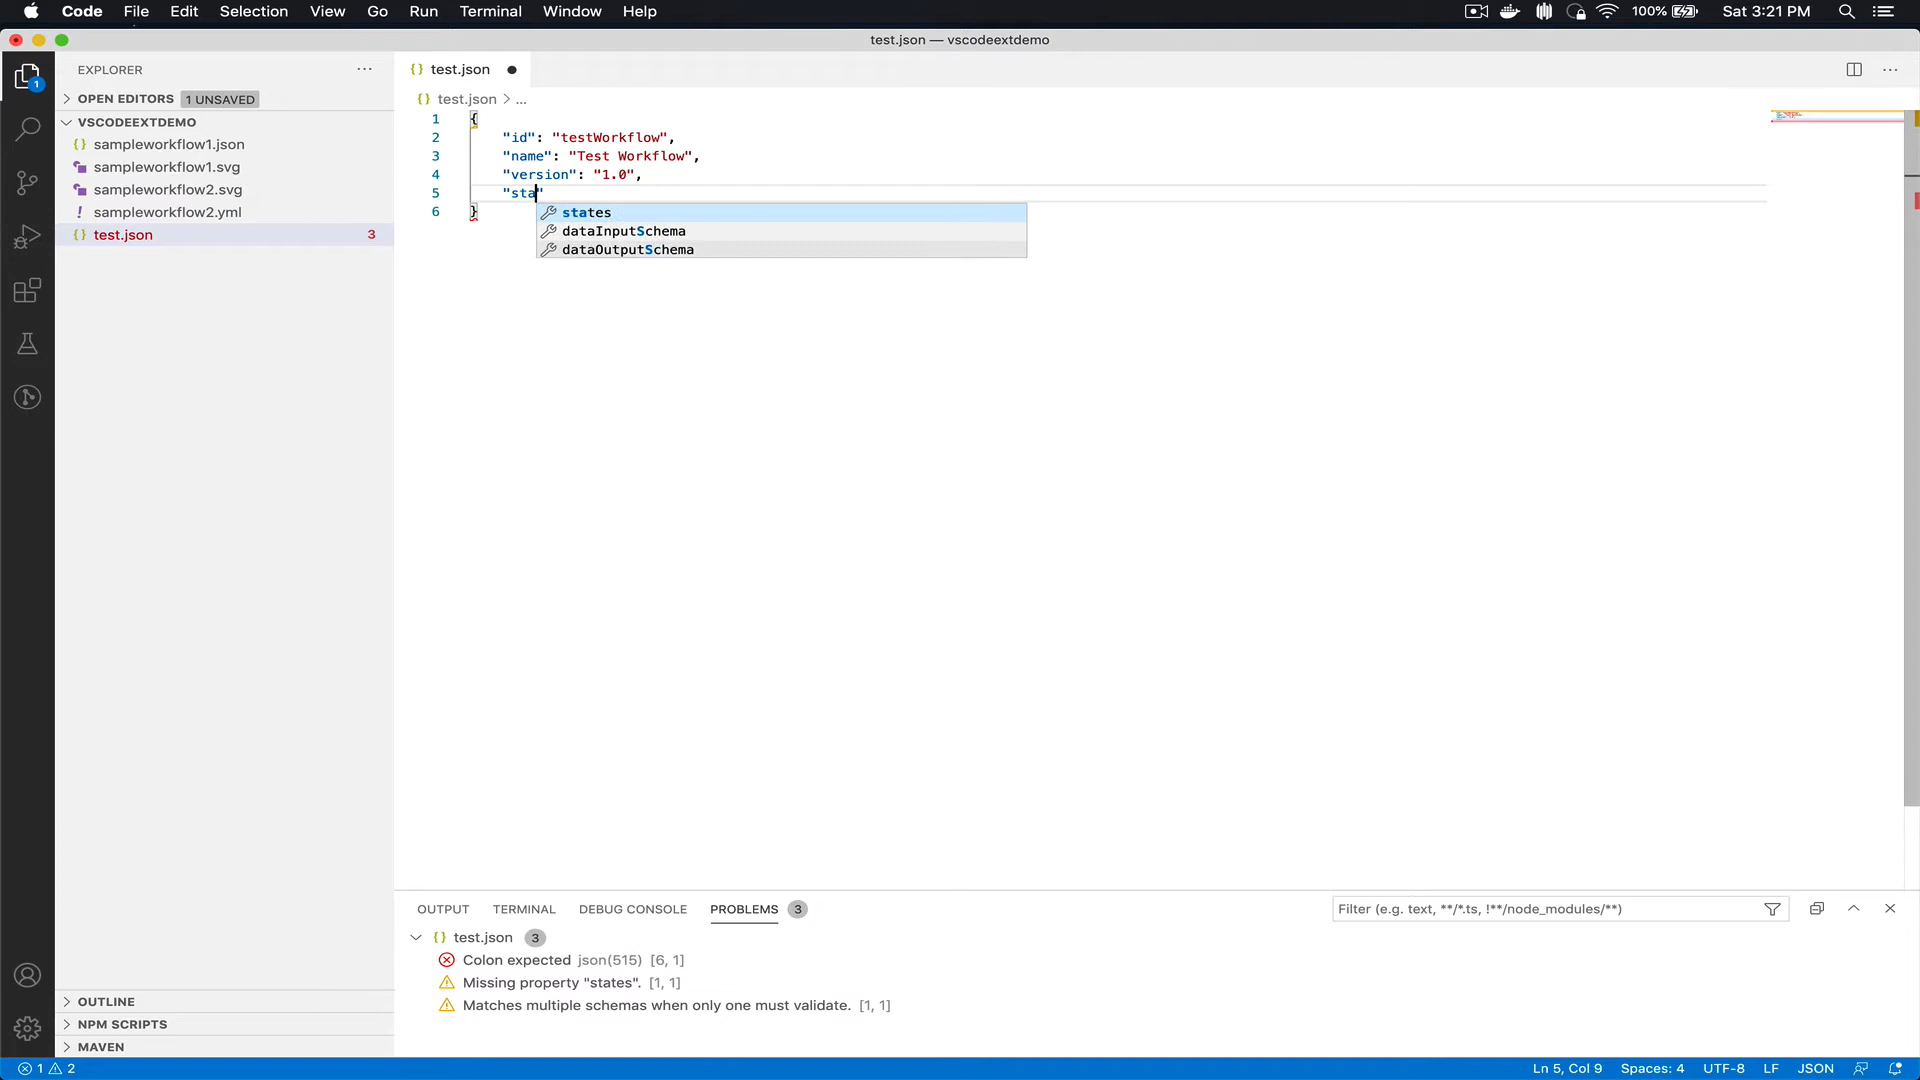 Code File Edit Selection View Go Run Terminal Window Help 100% Sat 3:21 PM
test.json — vscodeextdemo
EXPLORER ···
OPEN EDITORS 1 UNSAVED
VSCODEEXTDEMO
{} sampleworkflow1.json
sampleworkflow1.svg
sampleworkflow2.svg
! sampleworkflow2.yml
{} test.json 3
OUTLINE
NPM SCRIPTS
MAVEN
1
{} test.json ● ···
{} test.json > ...
1 {
2 "id": "testWorkflow",
3 "name": "Test Workflow",
4 "version": "1.0",
5 "sta"
6 }
states
dataInputSchema
dataOutputSchema
OUTPUT TERMINAL DEBUG CONSOLE PROBLEMS 3 Filter (e.g. text, **/*.ts, !**/node_modules/**)
{} test.json 3
Colon expected json(515) [6, 1]
Missing property "states". [1, 1]
Matches multiple schemas when only one must validate. [1, 1]
1 2 Ln 5, Col 9 Spaces: 4 UTF-8 LF JSON